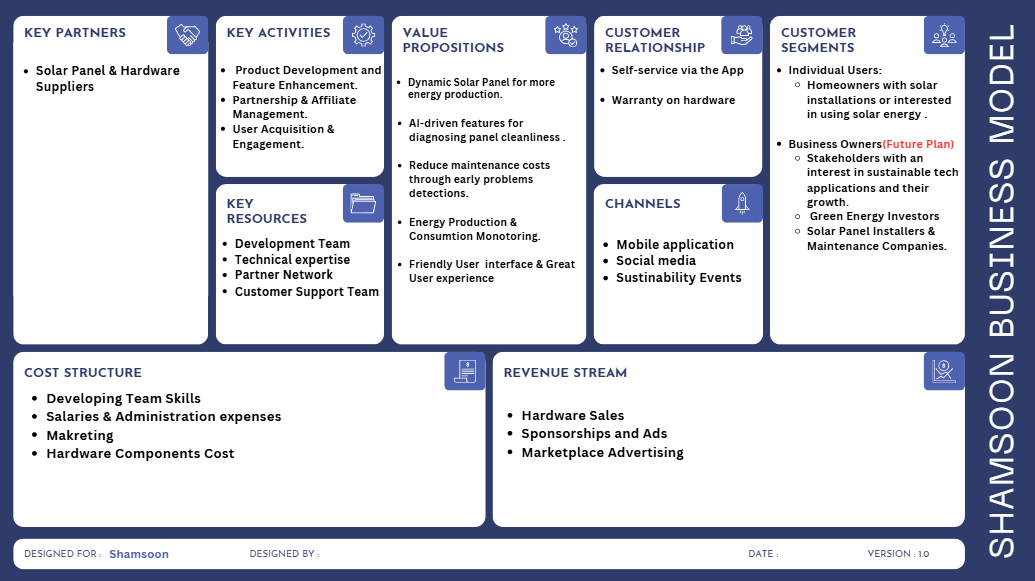 KEY PARTNERS
• Solar Panel & Hardware
Suppliers
KEY ACTIVITIES
• Product Development and
Feature Enhancement.
• Partnership & Affiliate
Management.
• User Acquisition &
Engagement.
KEY
RESOURCES
• Development Team
• Technical expertise
• Partner Network
• Customer Support Team
VALUE
PROPOSITIONS
• Dynamic Solar Panel for more
energy production.
• AI-driven features for
diagnosing panel cleanliness .
• Reduce maintenance costs
through early problems
detections.
• Energy Production &
Consumtion Monotoring.
• Friendly User interface & Great
User experience
CUSTOMER
RELATIONSHIP
• Self-service via the App
• Warranty on hardware
CHANNELS
• Mobile application
• Social media
• Sustinability Events
CUSTOMER
SEGMENTS
• Individual Users:
○ Homeowners with solar
installations or interested
in using solar energy .
• Business Owners(Future Plan)
○ Stakeholders with an
interest in sustainable tech
applications and their
growth.
○ Green Energy Investors
○ Solar Panel Installers &
Maintenance Companies.
COST STRUCTURE
• Developing Team Skills
• Salaries & Administration expenses
• Makreting
• Hardware Components Cost
REVENUE STREAM
• Hardware Sales
• Sponsorships and Ads
• Marketplace Advertising
DESIGNED FOR : Shamsoon DESIGNED BY : DATE : VERSION : 1.0
SHAMSOON BUSINESS MODEL